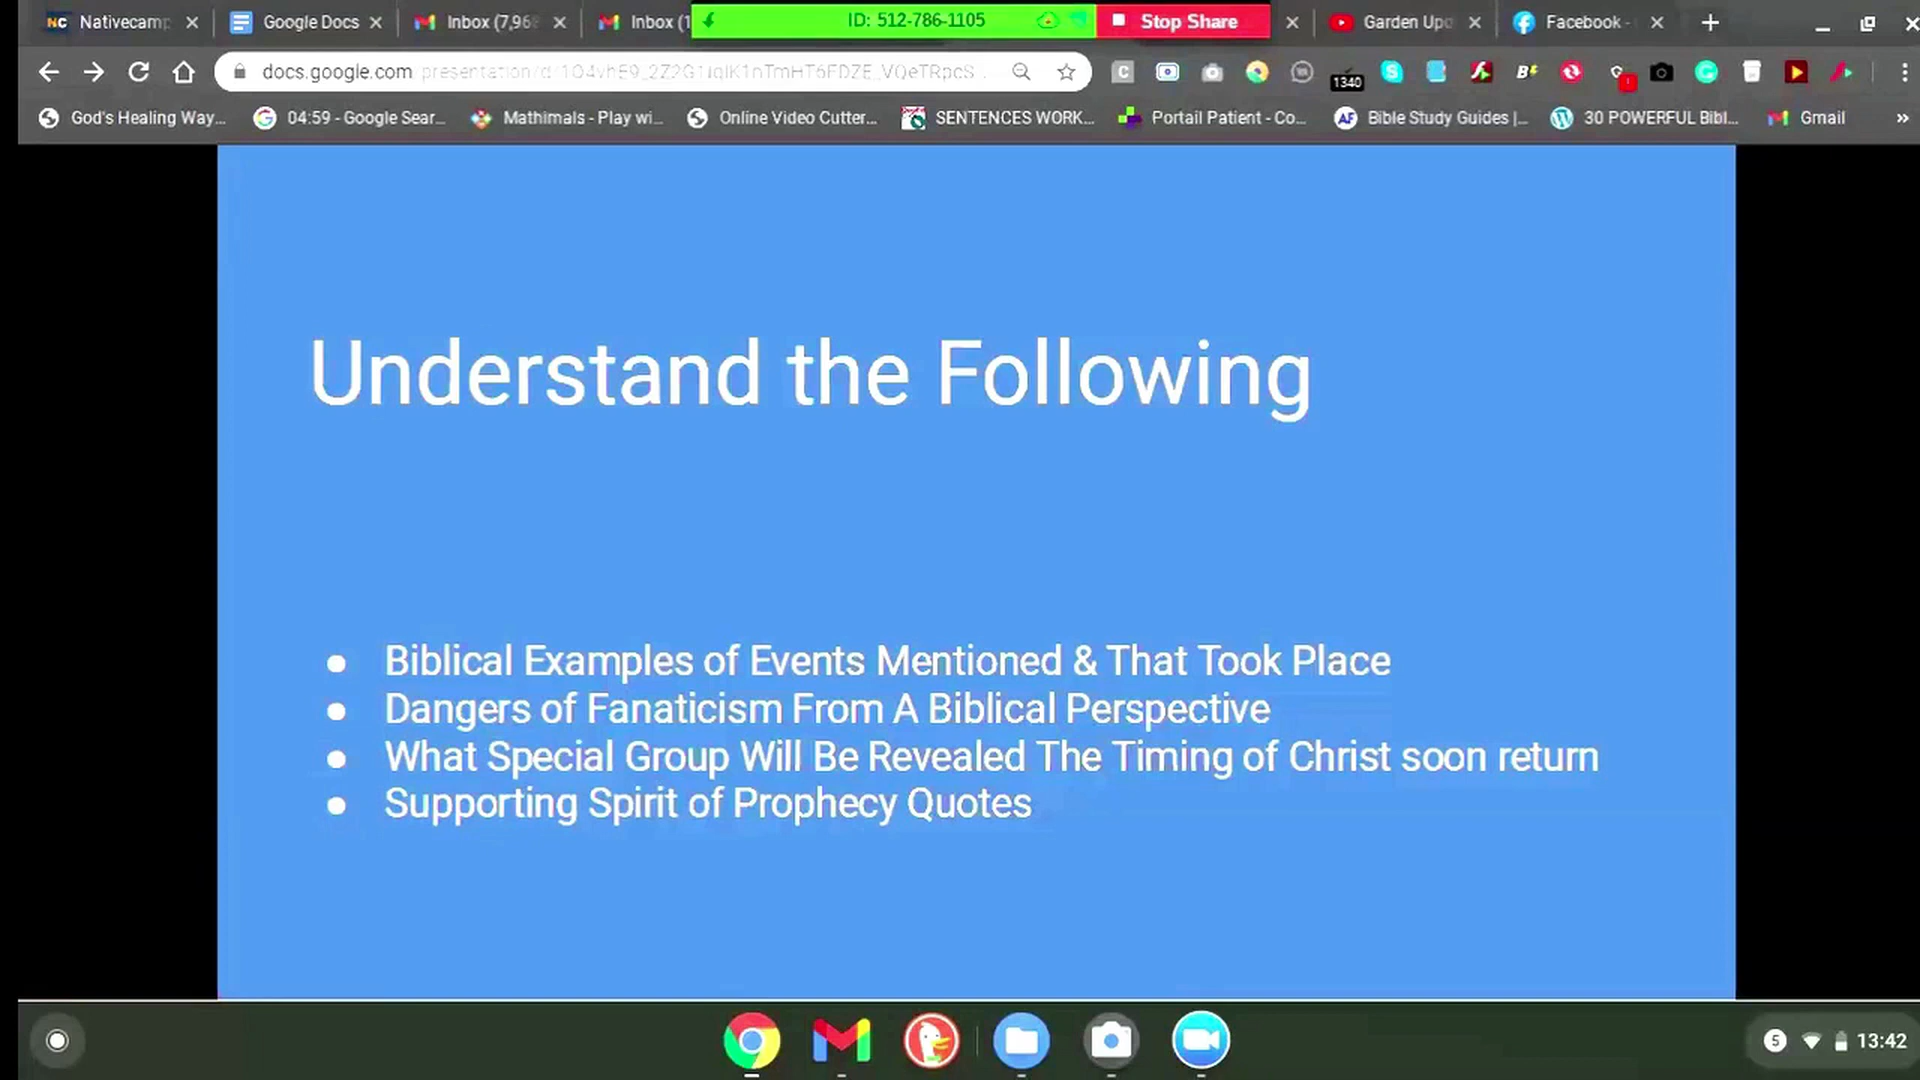 NC Nativecamp
Google Docs
Inbox (7,96
Inbox (1
ID: 512-786-1105
Stop Share
Garden Upd
Facebook -
docs.google.com
1340
God's Healing Way...
04:59 - Google Sear...
Mathimals - Play wi...
Online Video Cutter...
SENTENCES WORK...
Portail Patient - Co...
AF Bible Study Guides |...
30 POWERFUL Bibl...
Gmail
Understand the Following
● Biblical Examples of Events Mentioned & That Took Place
● Dangers of Fanaticism From A Biblical Perspective
● What Special Group Will Be Revealed The Timing of Christ soon return
● Supporting Spirit of Prophecy Quotes
5
13:42